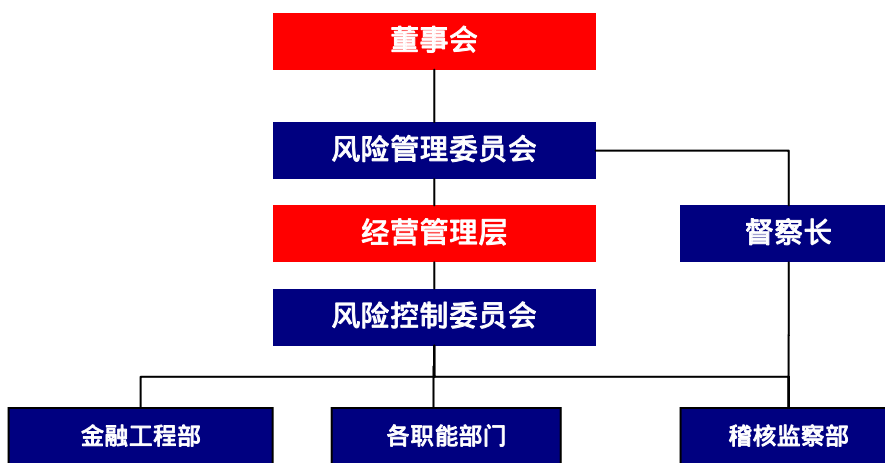 董事会
风险管理委员会
经营管理层
督察长
风险控制委员会
金融工程部
各职能部门
稽核监察部